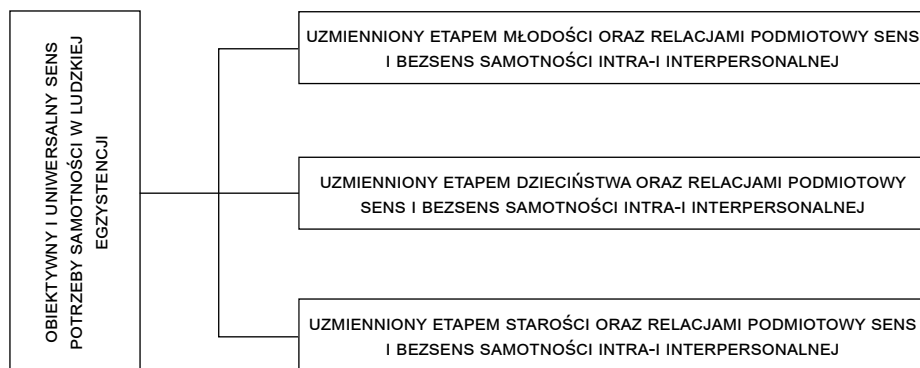 OBIEKTYWNY I UNIWERSALNY SENS
POTRZEBY SAMOTNOŚCI W LUDZKIEJ
EGZYSTENCJI
UZMIENNIONY ETAPEM MŁODOŚCI ORAZ RELACJAMI PODMIOTOWY SENS
I BEZSENS SAMOTNOŚCI INTRA-I INTERPERSONALNEJ
UZMIENNIONY ETAPEM DZIECIŃSTWA ORAZ RELACJAMI PODMIOTOWY
SENS I BEZSENS SAMOTNOŚCI INTRA-I INTERPERSONALNEJ
UZMIENNIONY ETAPEM STAROŚCI ORAZ RELACJAMI PODMIOTOWY SENS
I BEZSENS SAMOTNOŚCI INTRA-I INTERPERSONALNEJ